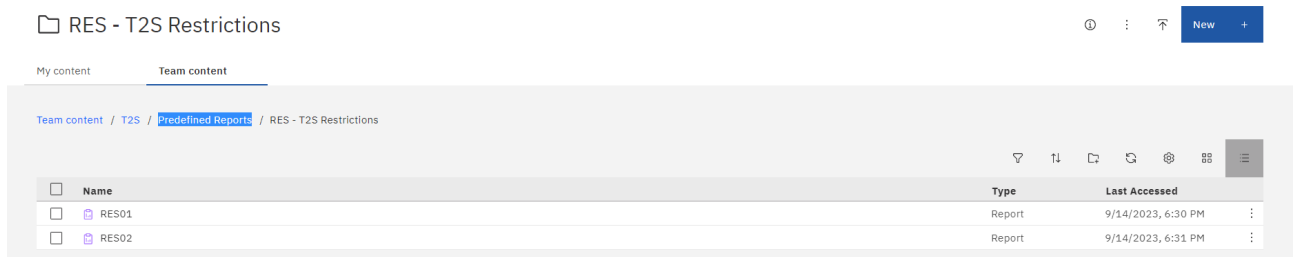 RES - T2S Restrictions
New +
My content Team content
Team content / T2S / Predefined Reports / RES - T2S Restrictions
Name Type Last Accessed
RES01 Report 9/14/2023, 6:30 PM
RES02 Report 9/14/2023, 6:31 PM